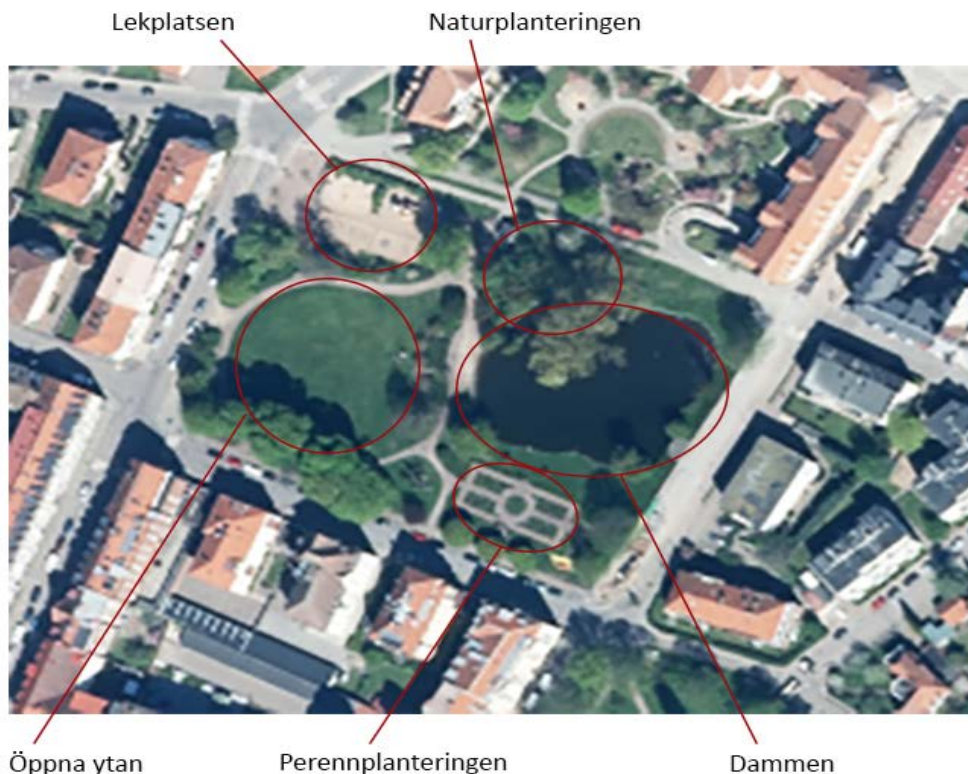 Lekplatsen
Naturplanteringen
Öppna ytan
Perennplanteringen
Dammen